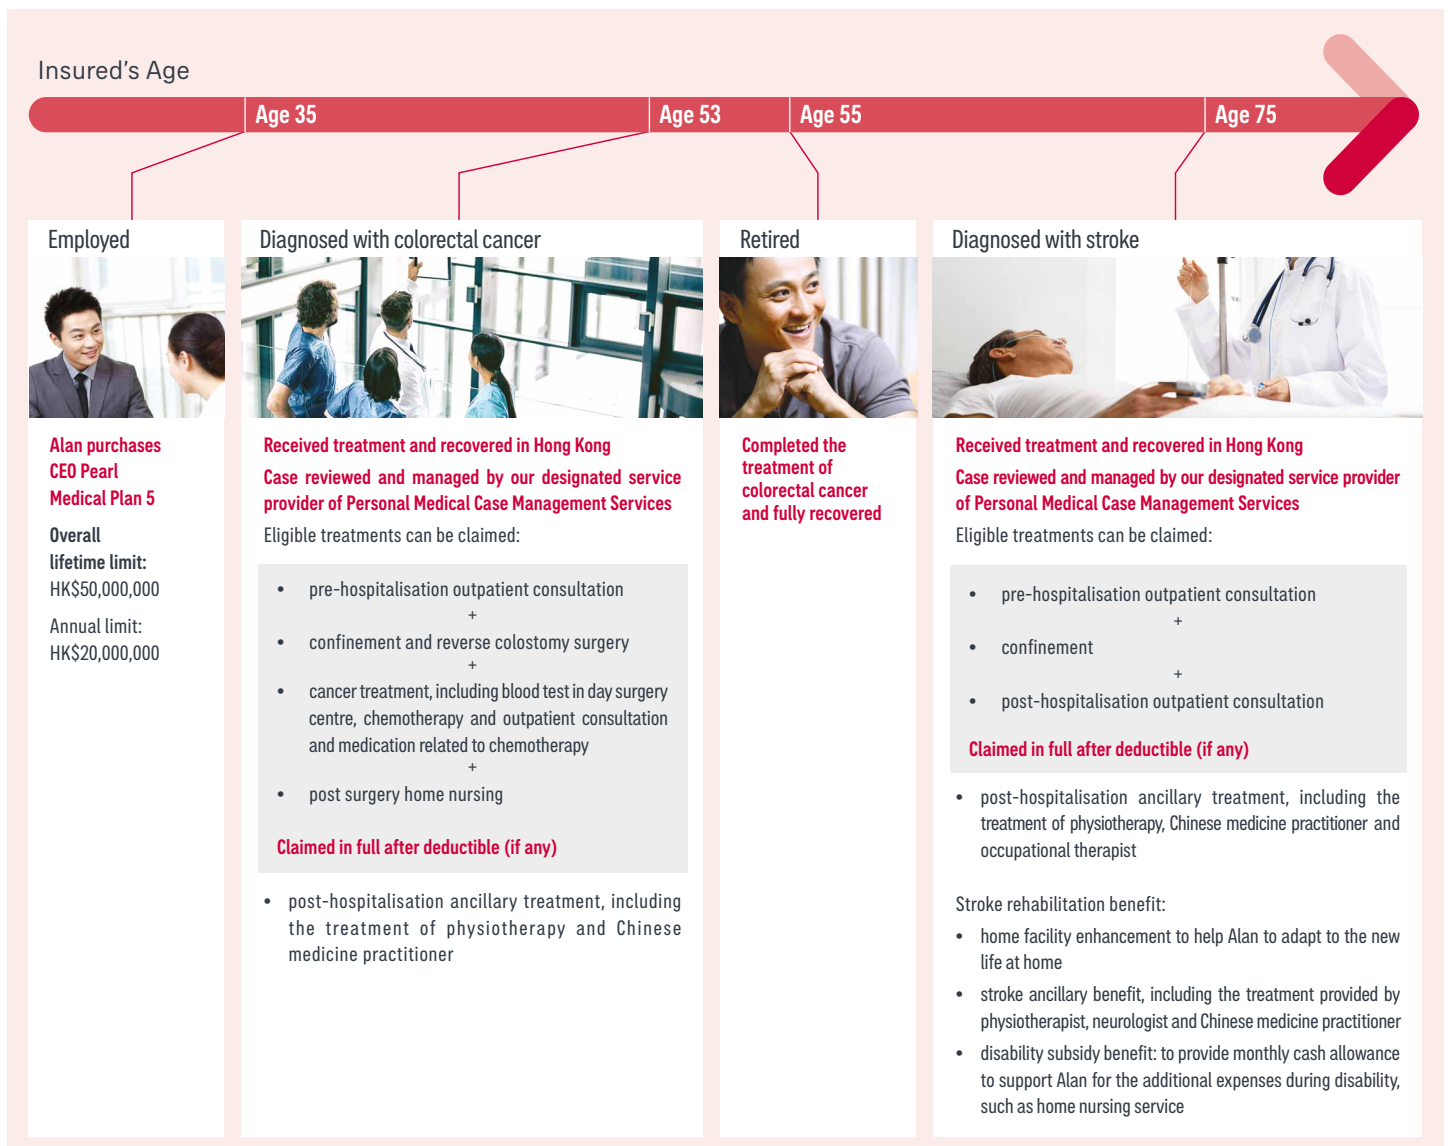 Insured's Age
Age 35
Age 53
Age 55
Age 75
Employed
Alan purchases
CEO Pearl
Medical Plan 5
Overall
lifetime limit:
HK$50,000,000
Annual limit:
HK$20,000,000
Diagnosed with colorectal cancer
Received treatment and recovered in Hong Kong
Case reviewed and managed by our designated service
provider of Personal Medical Case Management Services
Eligible treatments can be claimed:
• pre-hospitalisation outpatient consultation
+
• confinement and reverse colostomy surgery
+
• cancer treatment, including blood test in day surgery
centre, chemotherapy and outpatient consultation
and medication related to chemotherapy
+
• post surgery home nursing
Claimed in full after deductible (if any)
• post-hospitalisation ancillary treatment, including
the treatment of physiotherapy and Chinese
medicine practitioner
Retired
Completed the
treatment of
colorectal cancer
and fully recovered
Diagnosed with stroke
Received treatment and recovered in Hong Kong
Case reviewed and managed by our designated service provider
of Personal Medical Case Management Services
Eligible treatments can be claimed:
• pre-hospitalisation outpatient consultation
+
• confinement
+
• post-hospitalisation outpatient consultation
Claimed in full after deductible (if any)
• post-hospitalisation ancillary treatment, including the
treatment of physiotherapy, Chinese medicine practitioner and
occupational therapist
Stroke rehabilitation benefit:
• home facility enhancement to help Alan to adapt to the new
life at home
• stroke ancillary benefit, including the treatment provided by
physiotherapist, neurologist and Chinese medicine practitioner
• disability subsidy benefit: to provide monthly cash allowance
to support Alan for the additional expenses during disability,
such as home nursing service